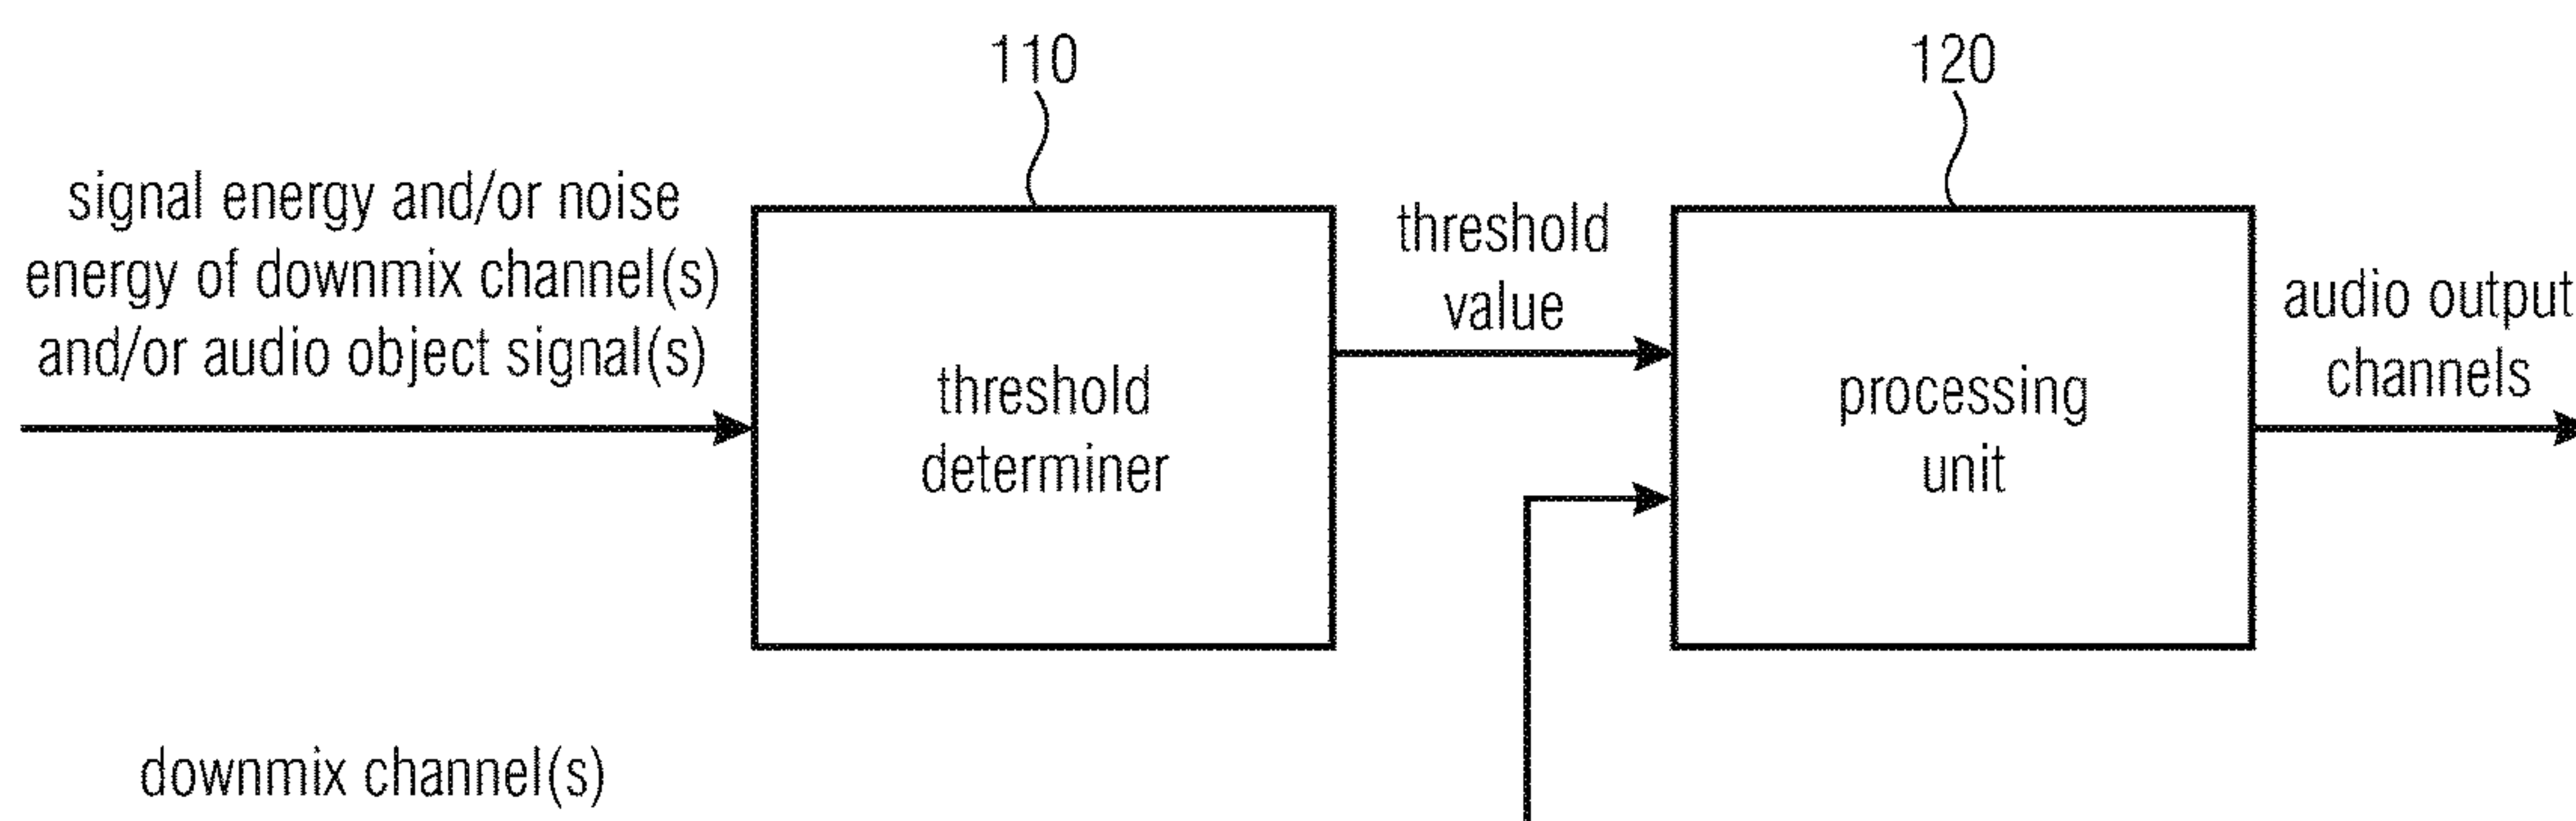 110
120
signal energy and/or noise
energy of downmix channel(s)
and/or audio object signal(s)
threshold
determiner
threshold
value
processing
unit
audio output
channels
downmix channel(s)